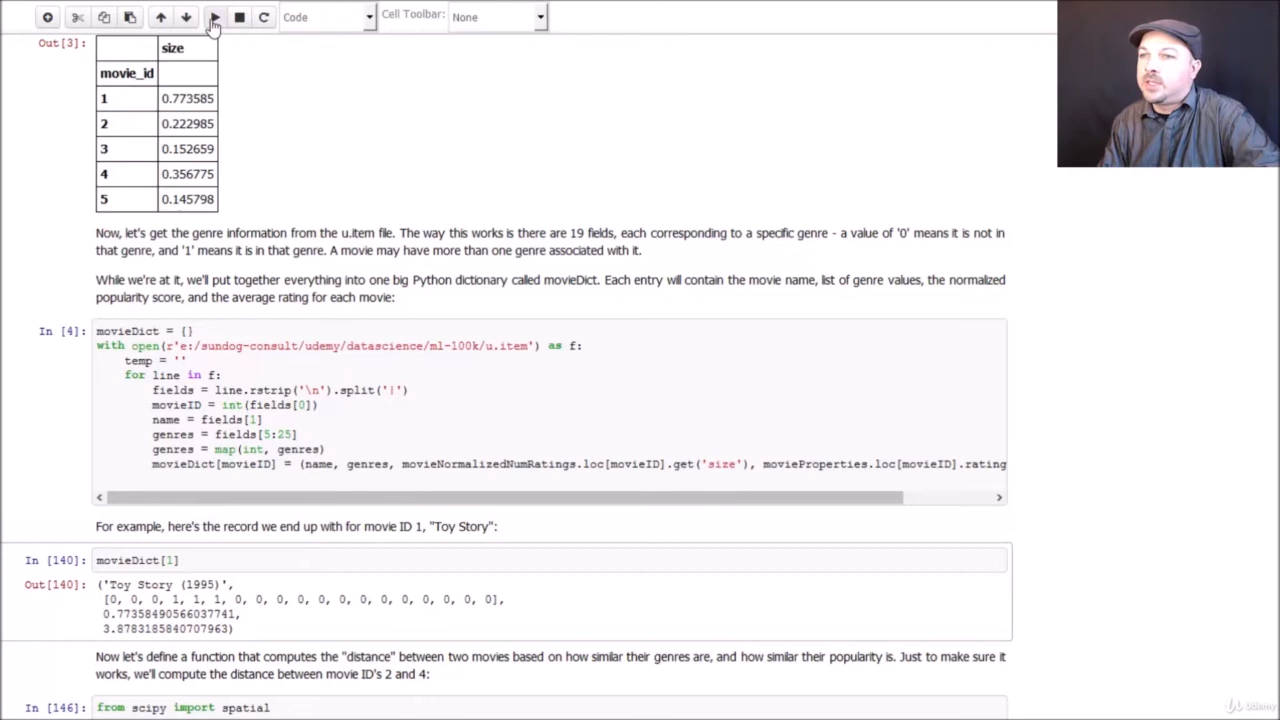 Code
Cell Toolbar:
None
Out[3]:
size
movie_id
1 0.773585
2 0.222985
3 0.152659
4 0.356775
5 0.145798
Now, let's get the genre information from the u.item file. The way this works is there are 19 fields, each corresponding to a specific genre - a value of '0' means it is not in
that genre, and '1' means it is in that genre. A movie may have more than one genre associated with it.
While we're at it, we'll put together everything into one big Python dictionary called movieDict. Each entry will contain the movie name, list of genre values, the normalized
popularity score, and the average rating for each movie:
In [4]: movieDict = {}
with open(r'e:/sundog-consult/udemy/datascience/ml-100k/u.item') as f:
temp = ''
for line in f:
fields = line.rstrip('\n').split('|')
movieID = int(fields[0])
name = fields[1]
genres = fields[5:25]
genres = map(int, genres)
movieDict[movieID] = (name, genres, movieNormalizedNumRatings.loc[movieID].get('size'), movieProperties.loc[movieID].rating
For example, here's the record we end up with for movie ID 1, "Toy Story":
In [140]: movieDict[1]
Out[140]: ('Toy Story (1995)',
[0, 0, 0, 1, 1, 1, 0, 0, 0, 0, 0, 0, 0, 0, 0, 0, 0, 0, 0],
0.77358490566037741,
3.8783185840707963)
Now let's define a function that computes the "distance" between two movies based on how similar their genres are, and how similar their popularity is. Just to make sure it
works, we'll compute the distance between movie ID's 2 and 4:
In [146]: from scipy import spatial
Udemy